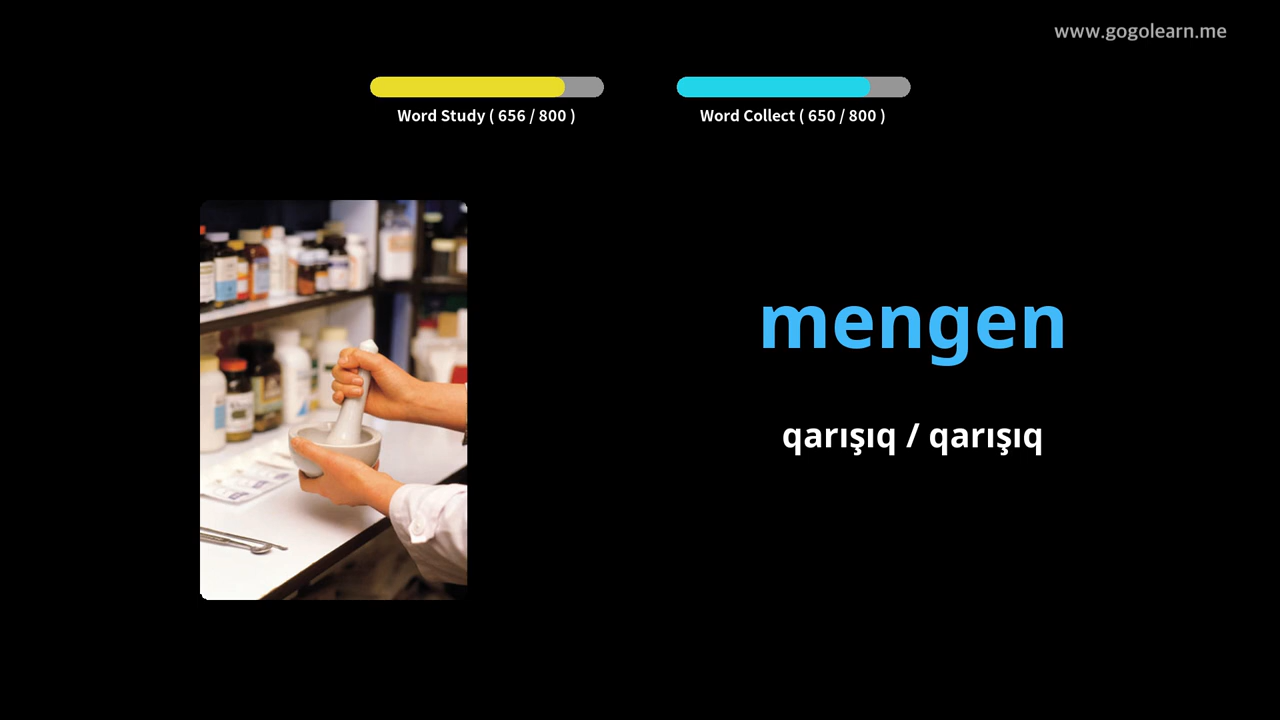 www.gogolearn.me
Word Study ( 656 / 800 )
Word Collect ( 650 / 800 )
mengen
qarışıq / qarışıq